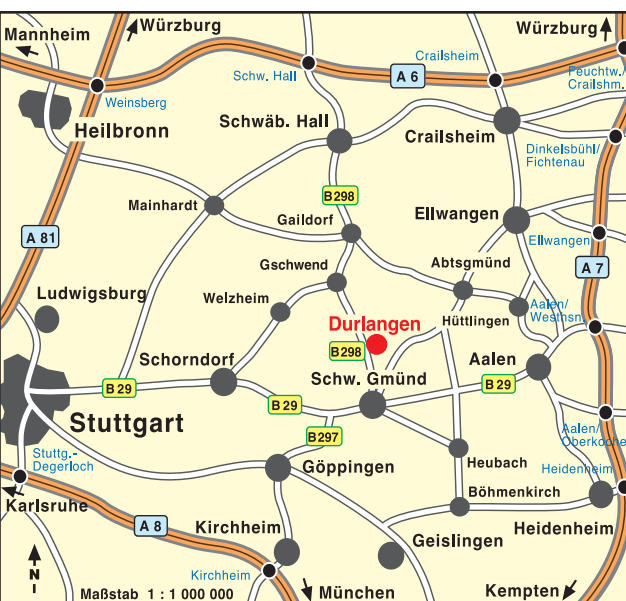 Mannheim
Würzburg
Würzburg
Crailsheim
Schw. Hall
A 6
Feuchtw./
Crailshm.
Weinsberg
Heilbronn
Schwäb. Hall
Crailsheim
Dinkelsbühl/
Fichtenau
Mainhardt
B298
Gaildorf
Ellwangen
A 81
Ellwangen
Gschwend
Abtsgmünd
A 7
Ludwigsburg
Welzheim
Aalen/
Westhsn.
Durlangen
Hüttlingen
B298
Schorndorf
Aalen
Schw. Gmünd
B 29
B 29
B 29
Stuttgart
B297
Aalen/
Oberkoche
Stuttg.-
Degerloch
Göppingen
Heubach
Heidenheim
Böhmenkirch
Karlsruhe
A 8
Kirchheim
Geislingen
Heidenheim
Kirchheim
N
Maßstab 1 : 1 000 000
München
Kempten